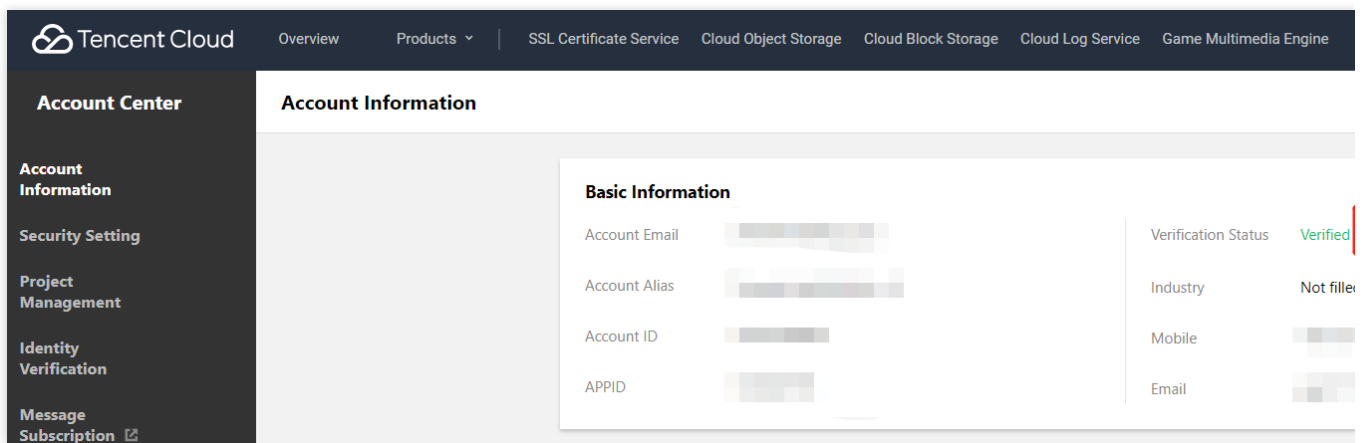 Tencent Cloud Overview Products SSL Certificate Service Cloud Object Storage Cloud Block Storage Cloud Log Service Game Multimedia Engine
Account Center
Account Information
Account
Information
Security Setting
Project
Management
Identity
Verification
Message
Subscription
Basic Information
Account Email
Account Alias
Account ID
APPID
Verification Status Verified
Industry Not filled
Mobile
Email